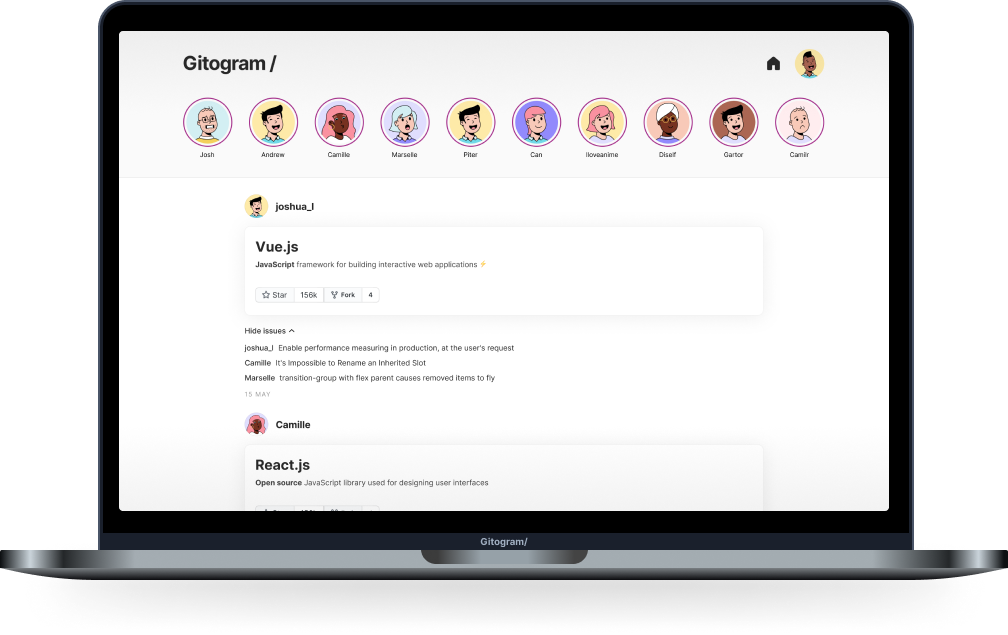 Gitogram /
Josh Andrew Camille Marselle Piter Can Iloveanime Diself Gartor Camilr
joshua_l
Vue.js
JavaScript framework for building interactive web applications ⚡
Star 156k Fork 4
Hide issues
joshua_l Enable performance measuring in production, at the user's request
Camille It's Impossible to Rename an Inherited Slot
Marselle transition-group with flex parent causes removed items to fly
15 MAY
Camille
React.js
Open source JavaScript library used for designing user interfaces
Gitogram/